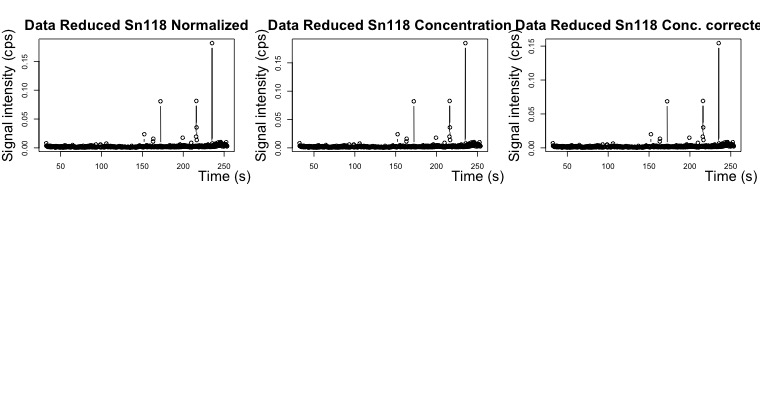 Data Reduced Sn118 Normalized
Signal intensity (cps)
0.00 0.05 0.10 0.15
50 100 150 200 250
Time (s)
Data Reduced Sn118 Concentration
Signal intensity (cps)
0.00 0.05 0.10 0.15
50 100 150 200 250
Time (s)
Data Reduced Sn118 Conc. correcte
Signal intensity (cps)
0.00 0.05 0.10 0.15
50 100 150 200 250
Time (s)